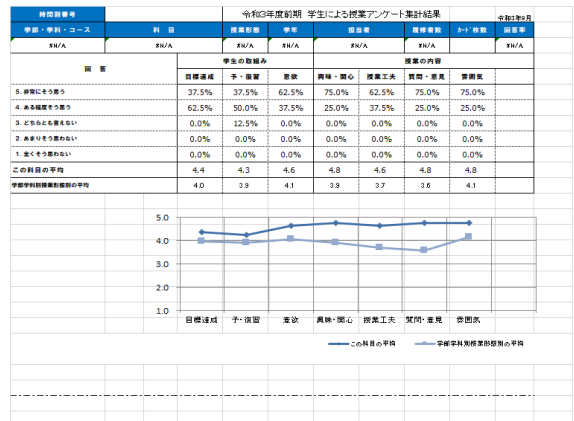 時間割番号 令和3年度前期 学生による授業アンケート集計結果 令和3年9月
学部・学科・コース 科 目 授業形態 学年 担当者 履修者数 カード枚数 回答率
#N/A #N/A #N/A #N/A #N/A #N/A #N/A #N/A
回 答 学生の取組み 授業の内容
目標達成 予・復習 意欲 興味・関心 授業工夫 質問・意見 雰囲気
5. 非常にそう思う 37.5% 37.5% 62.5% 75.0% 62.5% 75.0% 75.0%
4. ある程度そう思う 62.5% 50.0% 37.5% 25.0% 37.5% 25.0% 25.0%
3. どちらとも言えない 0.0% 12.5% 0.0% 0.0% 0.0% 0.0% 0.0%
2. あまりそう思わない 0.0% 0.0% 0.0% 0.0% 0.0% 0.0% 0.0%
1. 全くそう思わない 0.0% 0.0% 0.0% 0.0% 0.0% 0.0% 0.0%
この科目の平均 4.4 4.3 4.6 4.8 4.6 4.8 4.8
学部学科別授業形態別の平均 4.0 3.9 4.1 3.9 3.7 3.6 4.1
5.0
4.0
3.0
2.0
1.0
目標達成 予・復習 意欲 興味・関心 授業工夫 質問・意見 雰囲気
この科目の平均 学部学科別授業形態別の平均